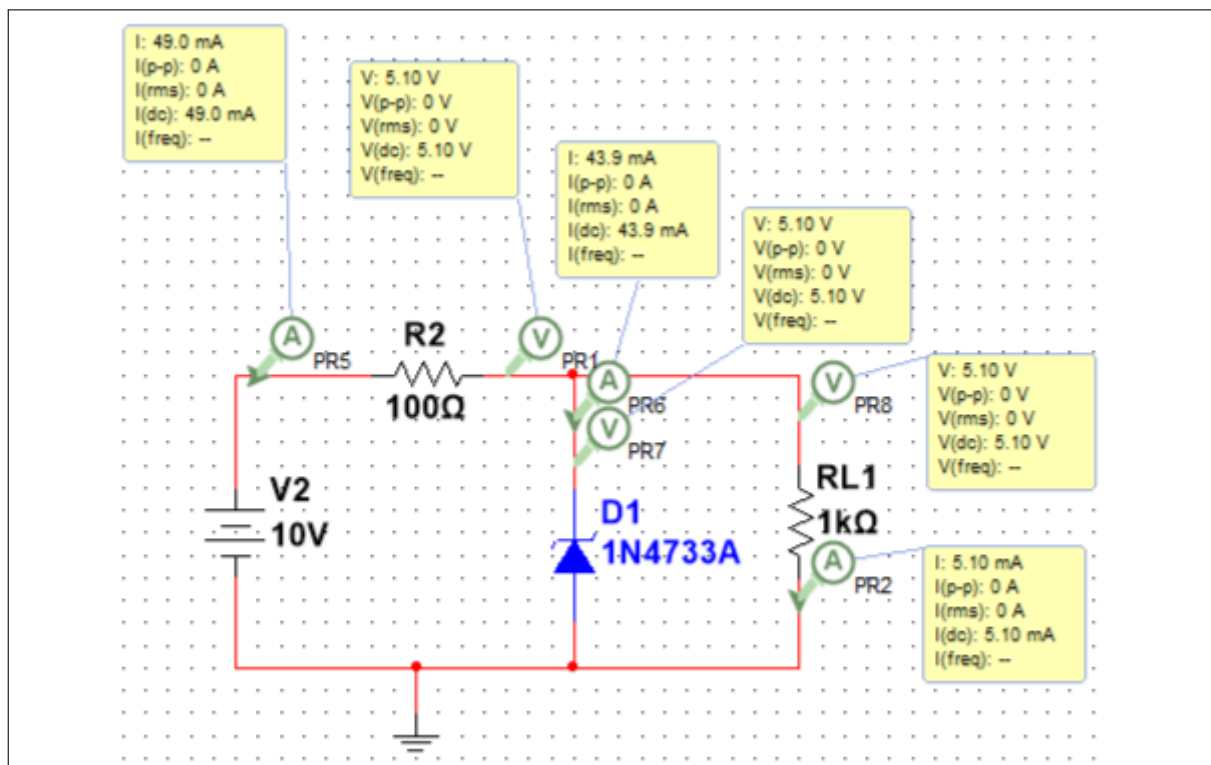 I: 49.0 mA
I(p-p): 0 A
I(rms): 0 A
I(dc): 49.0 mA
I(freq): --
V: 5.10 V
V(p-p): 0 V
V(rms): 0 V
V(dc): 5.10 V
V(freq): --
I: 43.9 mA
I(p-p): 0 A
I(rms): 0 A
I(dc): 43.9 mA
I(freq): --
V: 5.10 V
V(p-p): 0 V
V(rms): 0 V
V(dc): 5.10 V
V(freq): --
A
PR5
R2
100Ω
V
PR1
A
PR6
V
PR7
V
PR8
V: 5.10 V
V(p-p): 0 V
V(rms): 0 V
V(dc): 5.10 V
V(freq): --
V2
10V
D1
1N4733A
RL1
1kΩ
A
PR2
I: 5.10 mA
I(p-p): 0 A
I(rms): 0 A
I(dc): 5.10 mA
I(freq): --